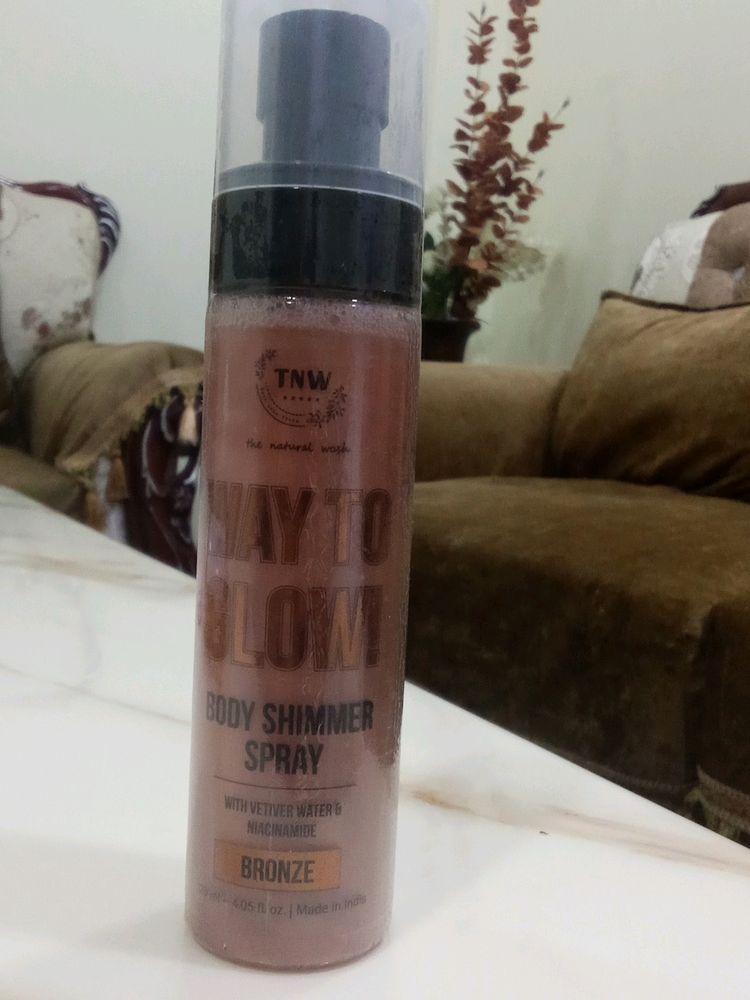 TNW
the natural wash
WAY TO
GLOW!
BODY SHIMMER
SPRAY
WITH VETIVER WATER &
NIACINAMIDE
BRONZE
ml - 4.05 fl. oz. | Made in India